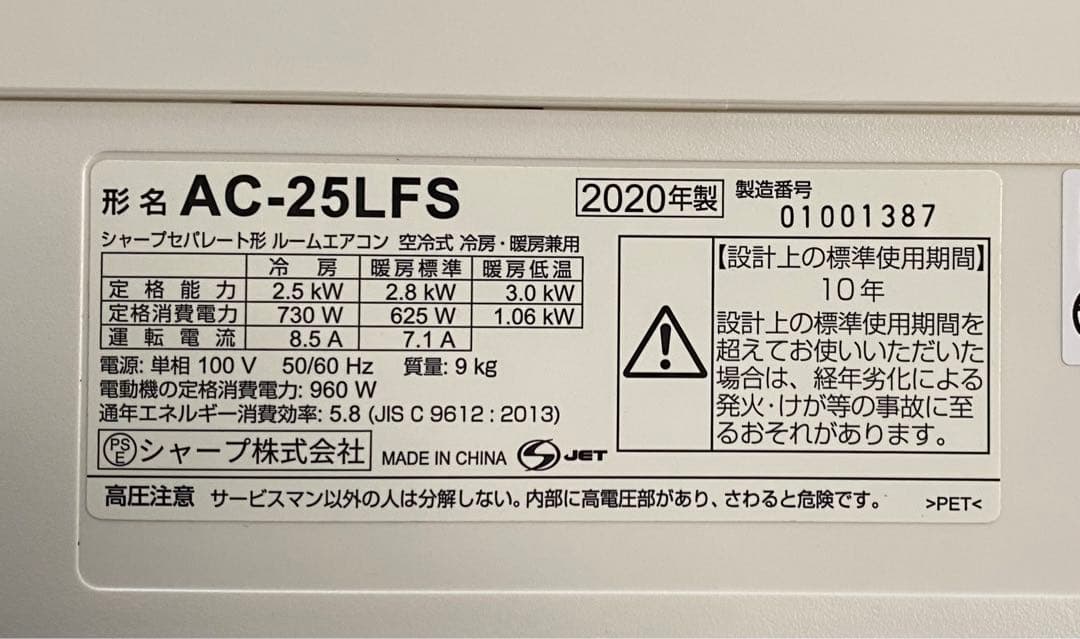 形名 AC-25LFS
2020年製 製造番号
01001387
シャープセパレート形 ルームエアコン 空冷式 冷房・暖房兼用
冷房 暖房標準 暖房低温
定格能力 2.5 kW 2.8 kW 3.0 kW
定格消費電力 730 W 625 W 1.06 kW
運転電流 8.5 A 7.1 A
電源: 単相 100 V 50/60 Hz 質量: 9 kg
電動機の定格消費電力: 960 W
通年エネルギー消費効率: 5.8 (JIS C 9612 : 2013)
PSE シャープ株式会社 MADE IN CHINA JET
【設計上の標準使用期間】
10年
設計上の標準使用期間を
超えてお使いいただいた
場合は、経年劣化による
発火・けが等の事故に至
るおそれがあります。
高圧注意 サービスマン以外の人は分解しない。内部に高電圧部があり、さわると危険です。 >PET<